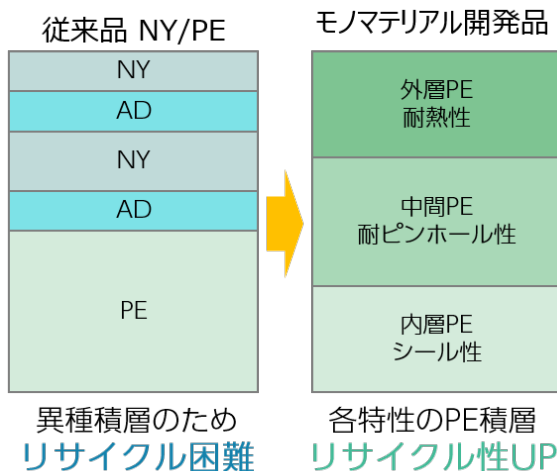 従来品 NY/PE
NY
AD
NY
AD
PE
異種積層のため
リサイクル困難
モノマテリアル開発品
外層PE
耐熱性
中間PE
耐ピンホール性
内層PE
シール性
各特性のPE積層
リサイクル性UP